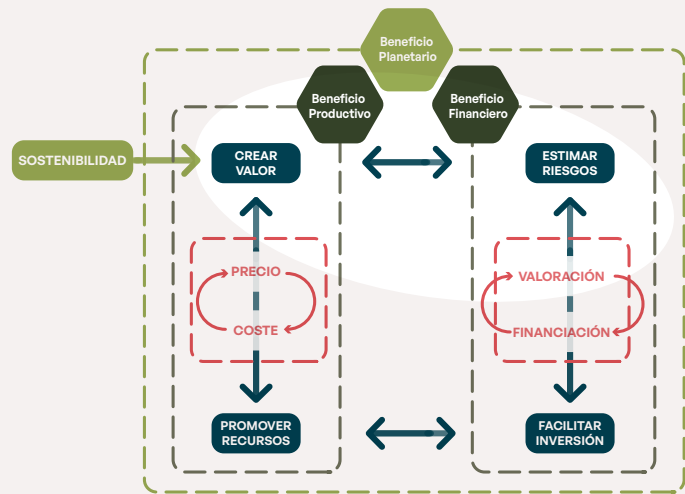 Beneficio
Planetario
Beneficio
Productivo
Beneficio
Financiero
SOSTENIBILIDAD
CREAR
VALOR
ESTIMAR
RIESGOS
PRECIO
COSTE
VALORACIÓN
FINANCIACIÓN
PROMOVER
RECURSOS
FACILITAR
INVERSIÓN